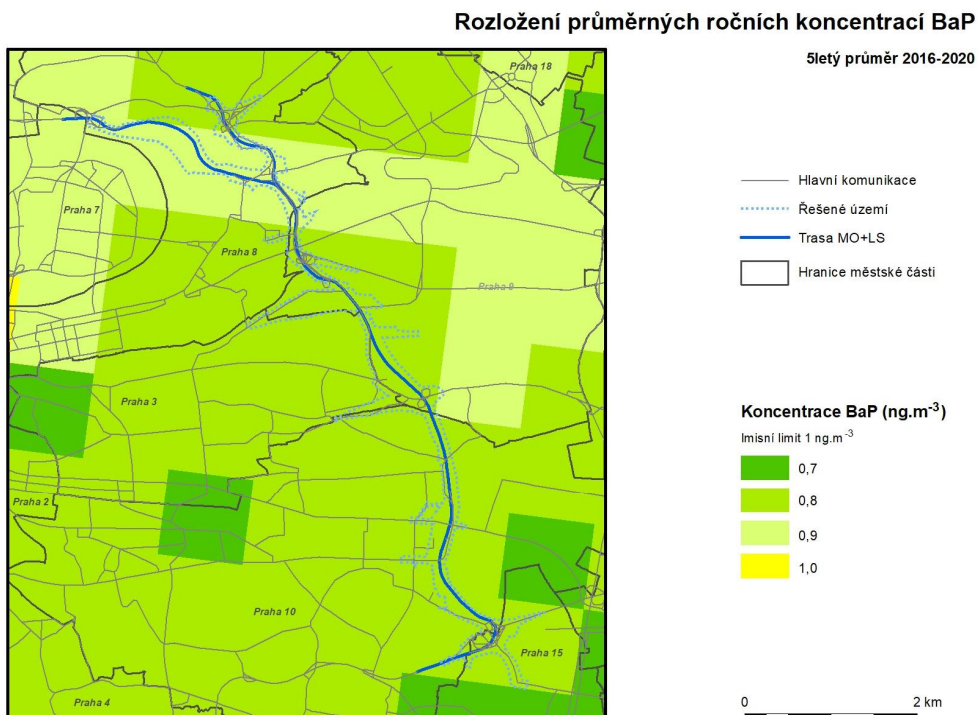 Rozložení průměrných ročních koncentrací BaP
5letý průměr 2016-2020
Praha 18
Praha 7
Praha 8
Praha 9
Praha 3
Praha 2
Praha 10
Praha 15
Praha 4
Hlavní komunikace
Řešené území
Trasa MO+LS
Hranice městské části
Koncentrace BaP (ng.m⁻³)
Imisní limit 1 ng.m⁻³
0,7
0,8
0,9
1,0
0 2 km